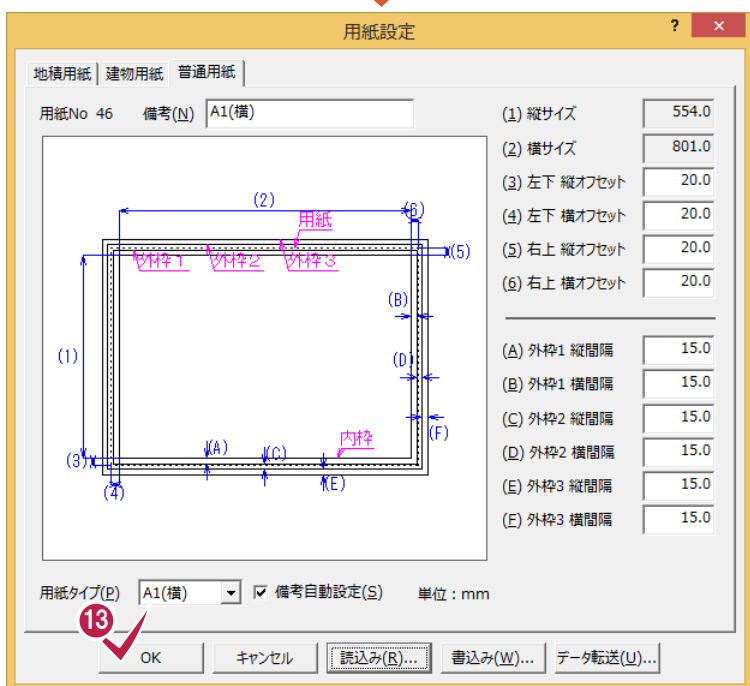 用紙設定
? ×
地積用紙 建物用紙 普通用紙
用紙No 46 備考(N) A1(横)
(1) 縦サイズ 554.0
(2) 横サイズ 801.0
(3) 左下 縦オフセット 20.0
(4) 左下 横オフセット 20.0
(5) 右上 縦オフセット 20.0
(6) 右上 横オフセット 20.0
(A) 外枠1 縦間隔 15.0
(B) 外枠1 横間隔 15.0
(C) 外枠2 縦間隔 15.0
(D) 外枠2 横間隔 15.0
(E) 外枠3 縦間隔 15.0
(F) 外枠3 横間隔 15.0
(2)
用紙
(6)
外枠1 外枠2 外枠3
(5)
(B)
(1)
(D)
(F)
内枠
(A) (C)
(3)
(4)
(E)
用紙タイプ(P) A1(横) 備考自動設定(S) 単位:mm
13
OK キャンセル 読込み(R)... 書込み(W)... データ転送(U)...